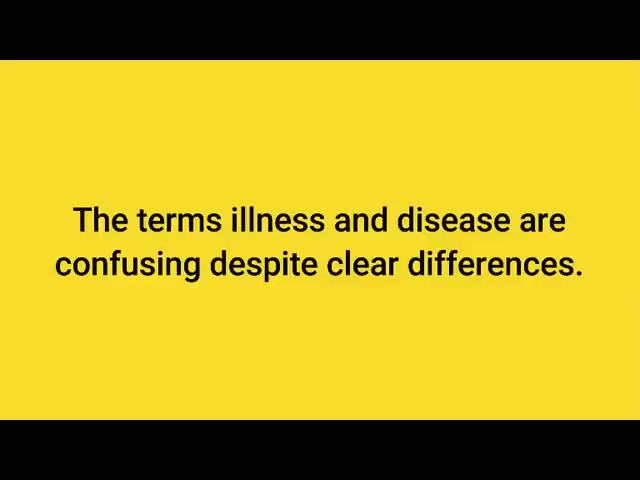 The terms illness and disease are
confusing despite clear differences.